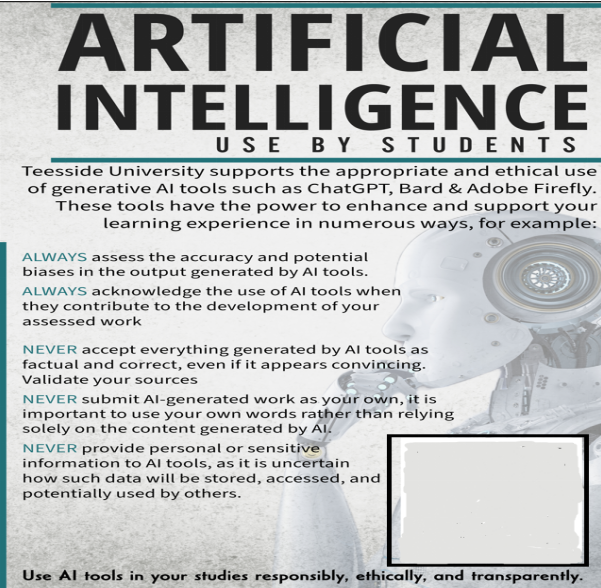 ARTIFICIAL
INTELLIGENCE
USE BY STUDENTS
Teesside University supports the appropriate and ethical use
of generative AI tools such as ChatGPT, Bard & Adobe Firefly.
These tools have the power to enhance and support your
learning experience in numerous ways, for example:
ALWAYS assess the accuracy and potential
biases in the output generated by AI tools.
ALWAYS acknowledge the use of AI tools when
they contribute to the development of your
assessed work
NEVER accept everything generated by AI tools as
factual and correct, even if it appears convincing.
Validate your sources
NEVER submit AI-generated work as your own, it is
important to use your own words rather than relying
solely on the content generated by AI.
NEVER provide personal or sensitive
information to AI tools, as it is uncertain
how such data will be stored, accessed, and
potentially used by others.
Use AI tools in your studies responsibly, ethically, and transparently.